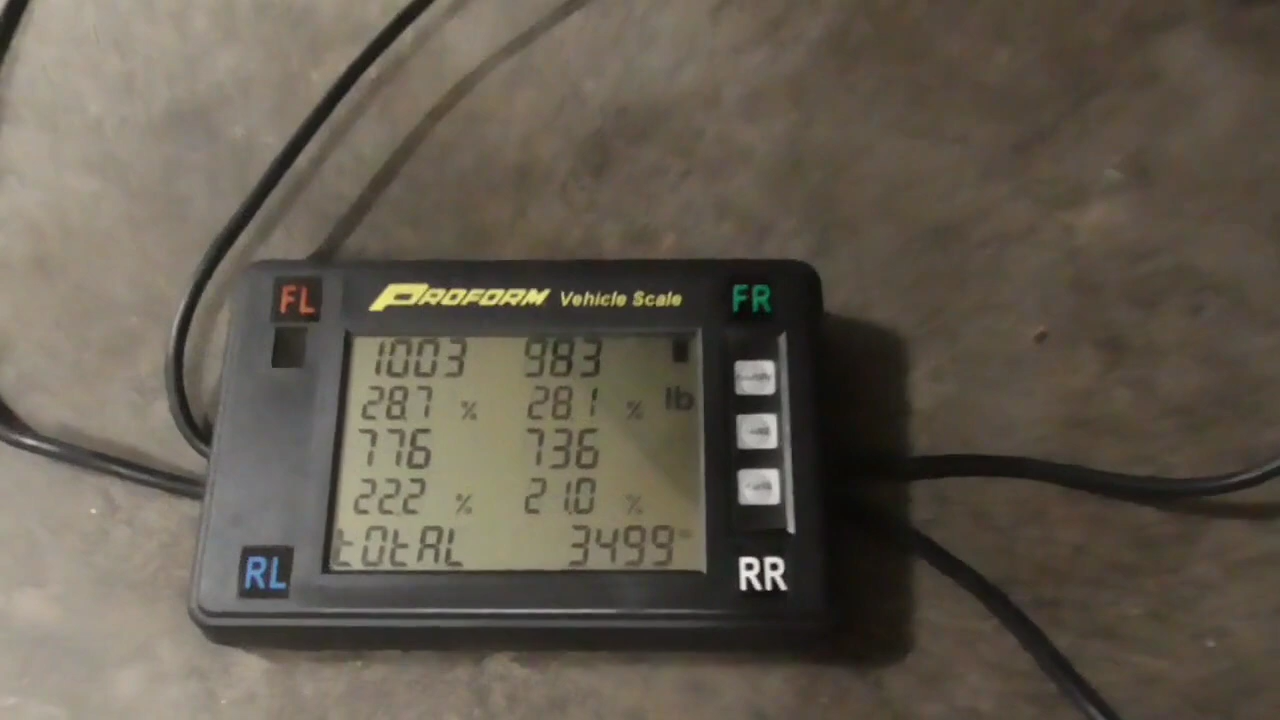 FL PROFORM Vehicle Scale FR
1003 983
28.7 % 28.1 % lb
776 736
22.2 % 21.0 %
totAL 3499
RL RR